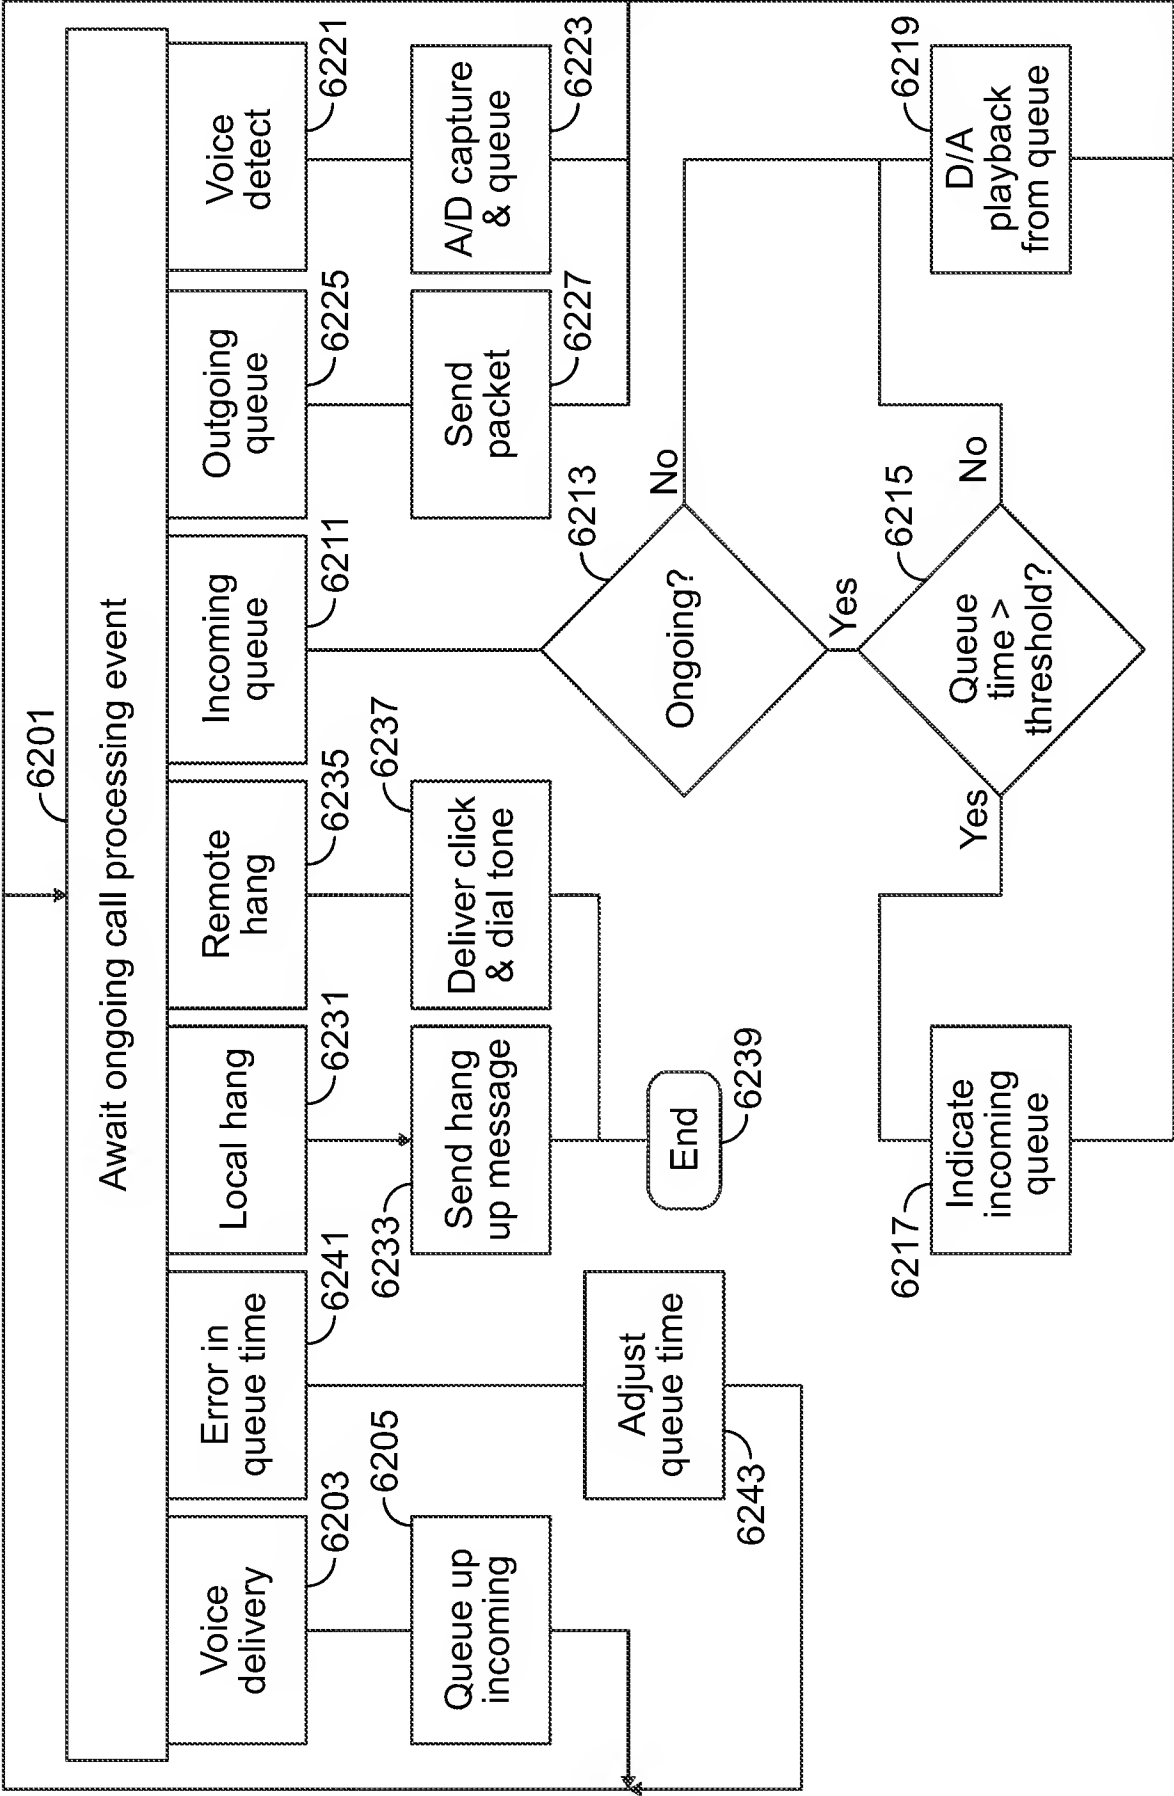 6201
Await ongoing call processing event
Voice
delivery
6203
Error in
queue time
6241
Local hang
6231
Remote
hang
6235
Incoming
queue
6211
Outgoing
queue
6225
Voice
detect
6221
Queue up
incoming
6205
Send hang
up message
6233
Deliver click
& dial tone
6237
Send
packet
6227
A/D capture
& queue
6223
Adjust
queue time
6243
End
6239
Ongoing?
6213
No
Yes
Queue
time >
threshold?
6215
Yes
No
Indicate
incoming
queue
6217
D/A
playback
from queue
6219